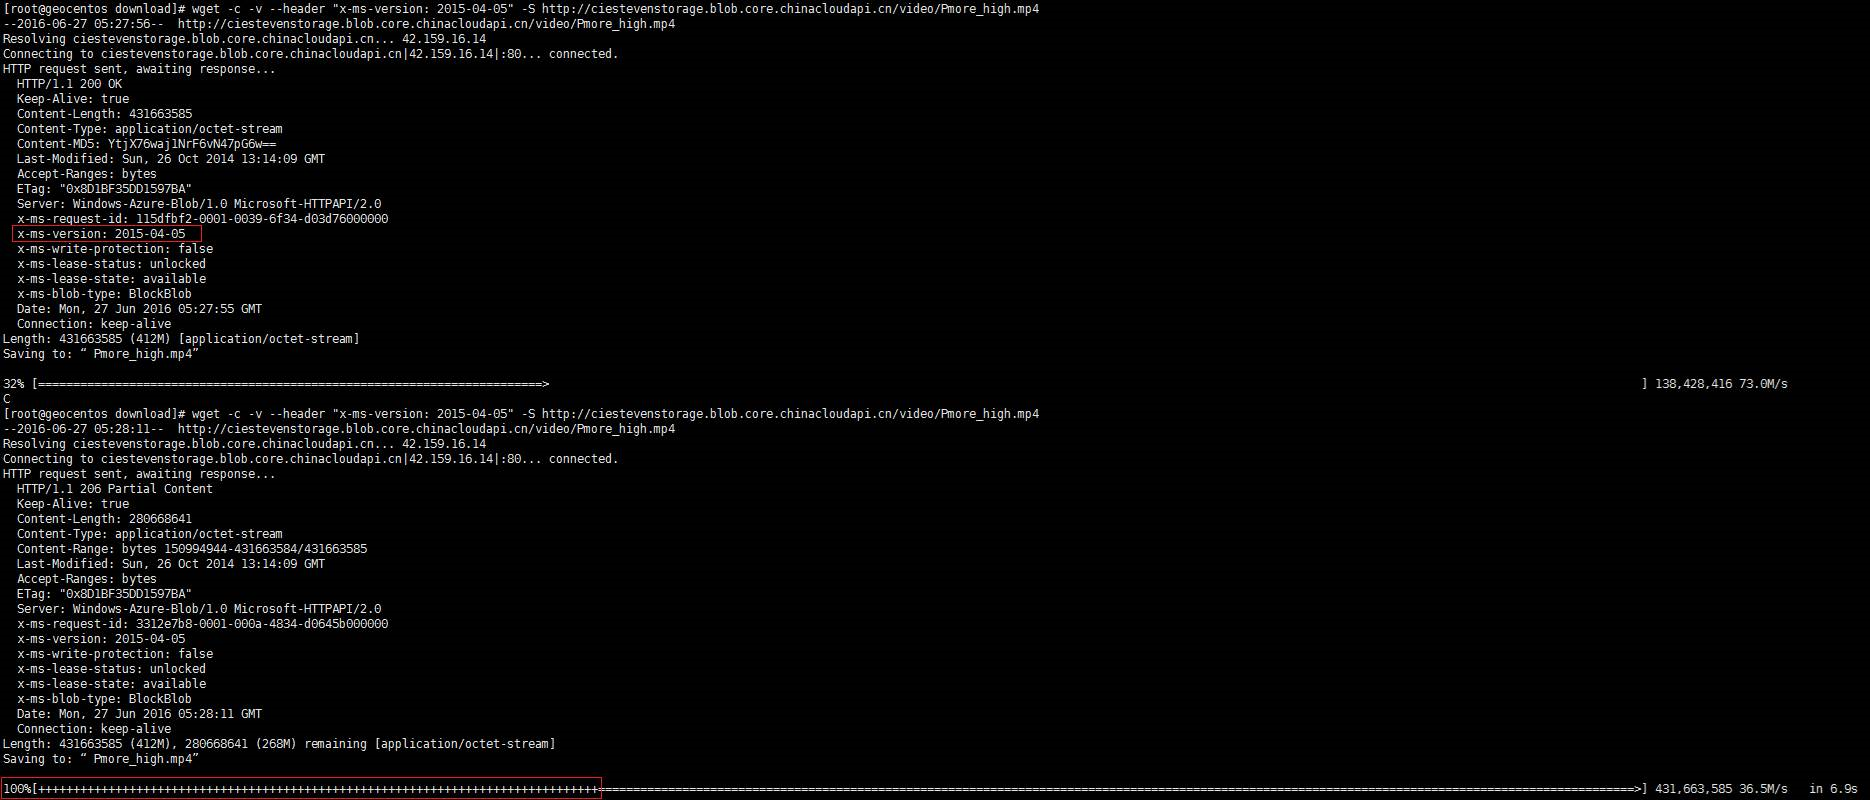 [root@geocentos download]# wget -c -v --header "x-ms-version: 2015-04-05" -S http://ciestevenstorage.blob.core.chinacloudapi.cn/video/Pmore_high.mp4
--2016-06-27 05:27:56--  http://ciestevenstorage.blob.core.chinacloudapi.cn/video/Pmore_high.mp4
Resolving ciestevenstorage.blob.core.chinacloudapi.cn... 42.159.16.14
Connecting to ciestevenstorage.blob.core.chinacloudapi.cn|42.159.16.14|:80... connected.
HTTP request sent, awaiting response...
  HTTP/1.1 200 OK
  Keep-Alive: true
  Content-Length: 431663585
  Content-Type: application/octet-stream
  Content-MD5: YtjX76waj1NrF6vN47pG6w==
  Last-Modified: Sun, 26 Oct 2014 13:14:09 GMT
  Accept-Ranges: bytes
  ETag: "0x8D1BF35DD1597BA"
  Server: Windows-Azure-Blob/1.0 Microsoft-HTTPAPI/2.0
  x-ms-request-id: 115dfbf2-0001-0039-6f34-d03d76000000
  x-ms-version: 2015-04-05
  x-ms-write-protection: false
  x-ms-lease-status: unlocked
  x-ms-lease-state: available
  x-ms-blob-type: BlockBlob
  Date: Mon, 27 Jun 2016 05:27:55 GMT
  Connection: keep-alive
Length: 431663585 (412M) [application/octet-stream]
Saving to: “ Pmore_high.mp4”
32% [========================================================================>                    ] 138,428,416 73.0M/s
C
[root@geocentos download]# wget -c -v --header "x-ms-version: 2015-04-05" -S http://ciestevenstorage.blob.core.chinacloudapi.cn/video/Pmore_high.mp4
--2016-06-27 05:28:11--  http://ciestevenstorage.blob.core.chinacloudapi.cn/video/Pmore_high.mp4
Resolving ciestevenstorage.blob.core.chinacloudapi.cn... 42.159.16.14
Connecting to ciestevenstorage.blob.core.chinacloudapi.cn|42.159.16.14|:80... connected.
HTTP request sent, awaiting response...
  HTTP/1.1 206 Partial Content
  Keep-Alive: true
  Content-Length: 280668641
  Content-Type: application/octet-stream
  Content-Range: bytes 150994944-431663584/431663585
  Last-Modified: Sun, 26 Oct 2014 13:14:09 GMT
  Accept-Ranges: bytes
  ETag: "0x8D1BF35DD1597BA"
  Server: Windows-Azure-Blob/1.0 Microsoft-HTTPAPI/2.0
  x-ms-request-id: 3312e7b8-0001-000a-4834-d0645b000000
  x-ms-version: 2015-04-05
  x-ms-write-protection: false
  x-ms-lease-status: unlocked
  x-ms-lease-state: available
  x-ms-blob-type: BlockBlob
  Date: Mon, 27 Jun 2016 05:28:11 GMT
  Connection: keep-alive
Length: 431663585 (412M), 280668641 (268M) remaining [application/octet-stream]
Saving to: “ Pmore_high.mp4”
100%[++++++++++++++++++++++++++++++++++++++++++++++++++++++++++++++++++++++++++++++++=====================================================================================================================================================>] 431,663,585 36.5M/s   in 6.9s